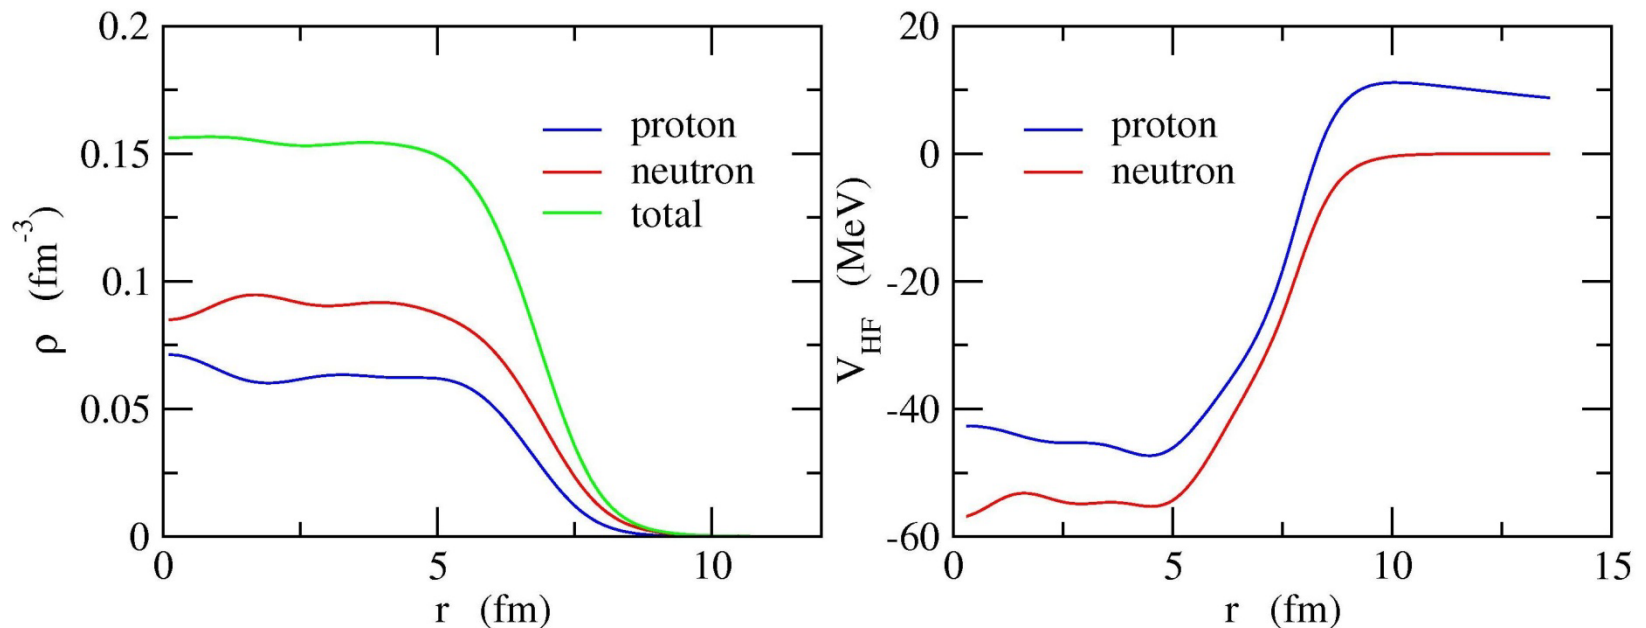 0.2
0.15
0.1
0.05
0
ρ (fm⁻³)
proton
neutron
total
0 5 10
r (fm)
20
0
-20
-40
-60
V_HF (MeV)
proton
neutron
0 5 10 15
r (fm)